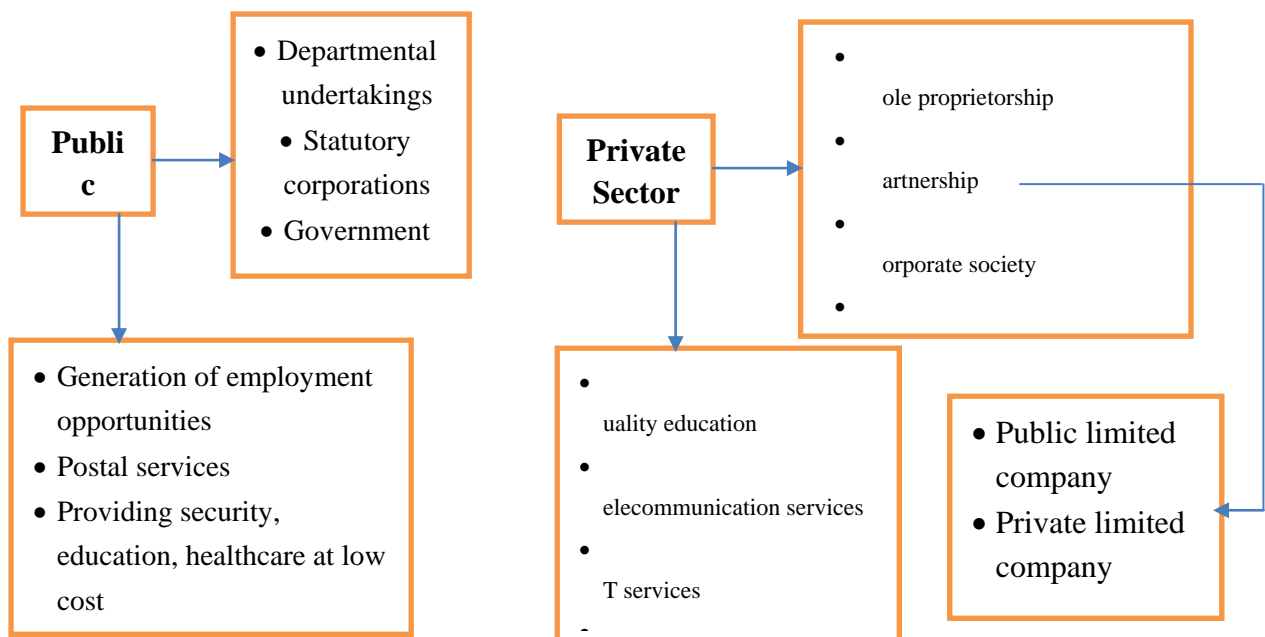 Publi
c
• Departmental
undertakings
• Statutory
corporations
• Government
• Generation of employment
opportunities
• Postal services
• Providing security,
education, healthcare at low
cost
Private
Sector
•
ole proprietorship
•
artnership
•
orporate society
•
•
uality education
•
elecommunication services
•
T services
•
• Public limited
company
• Private limited
company